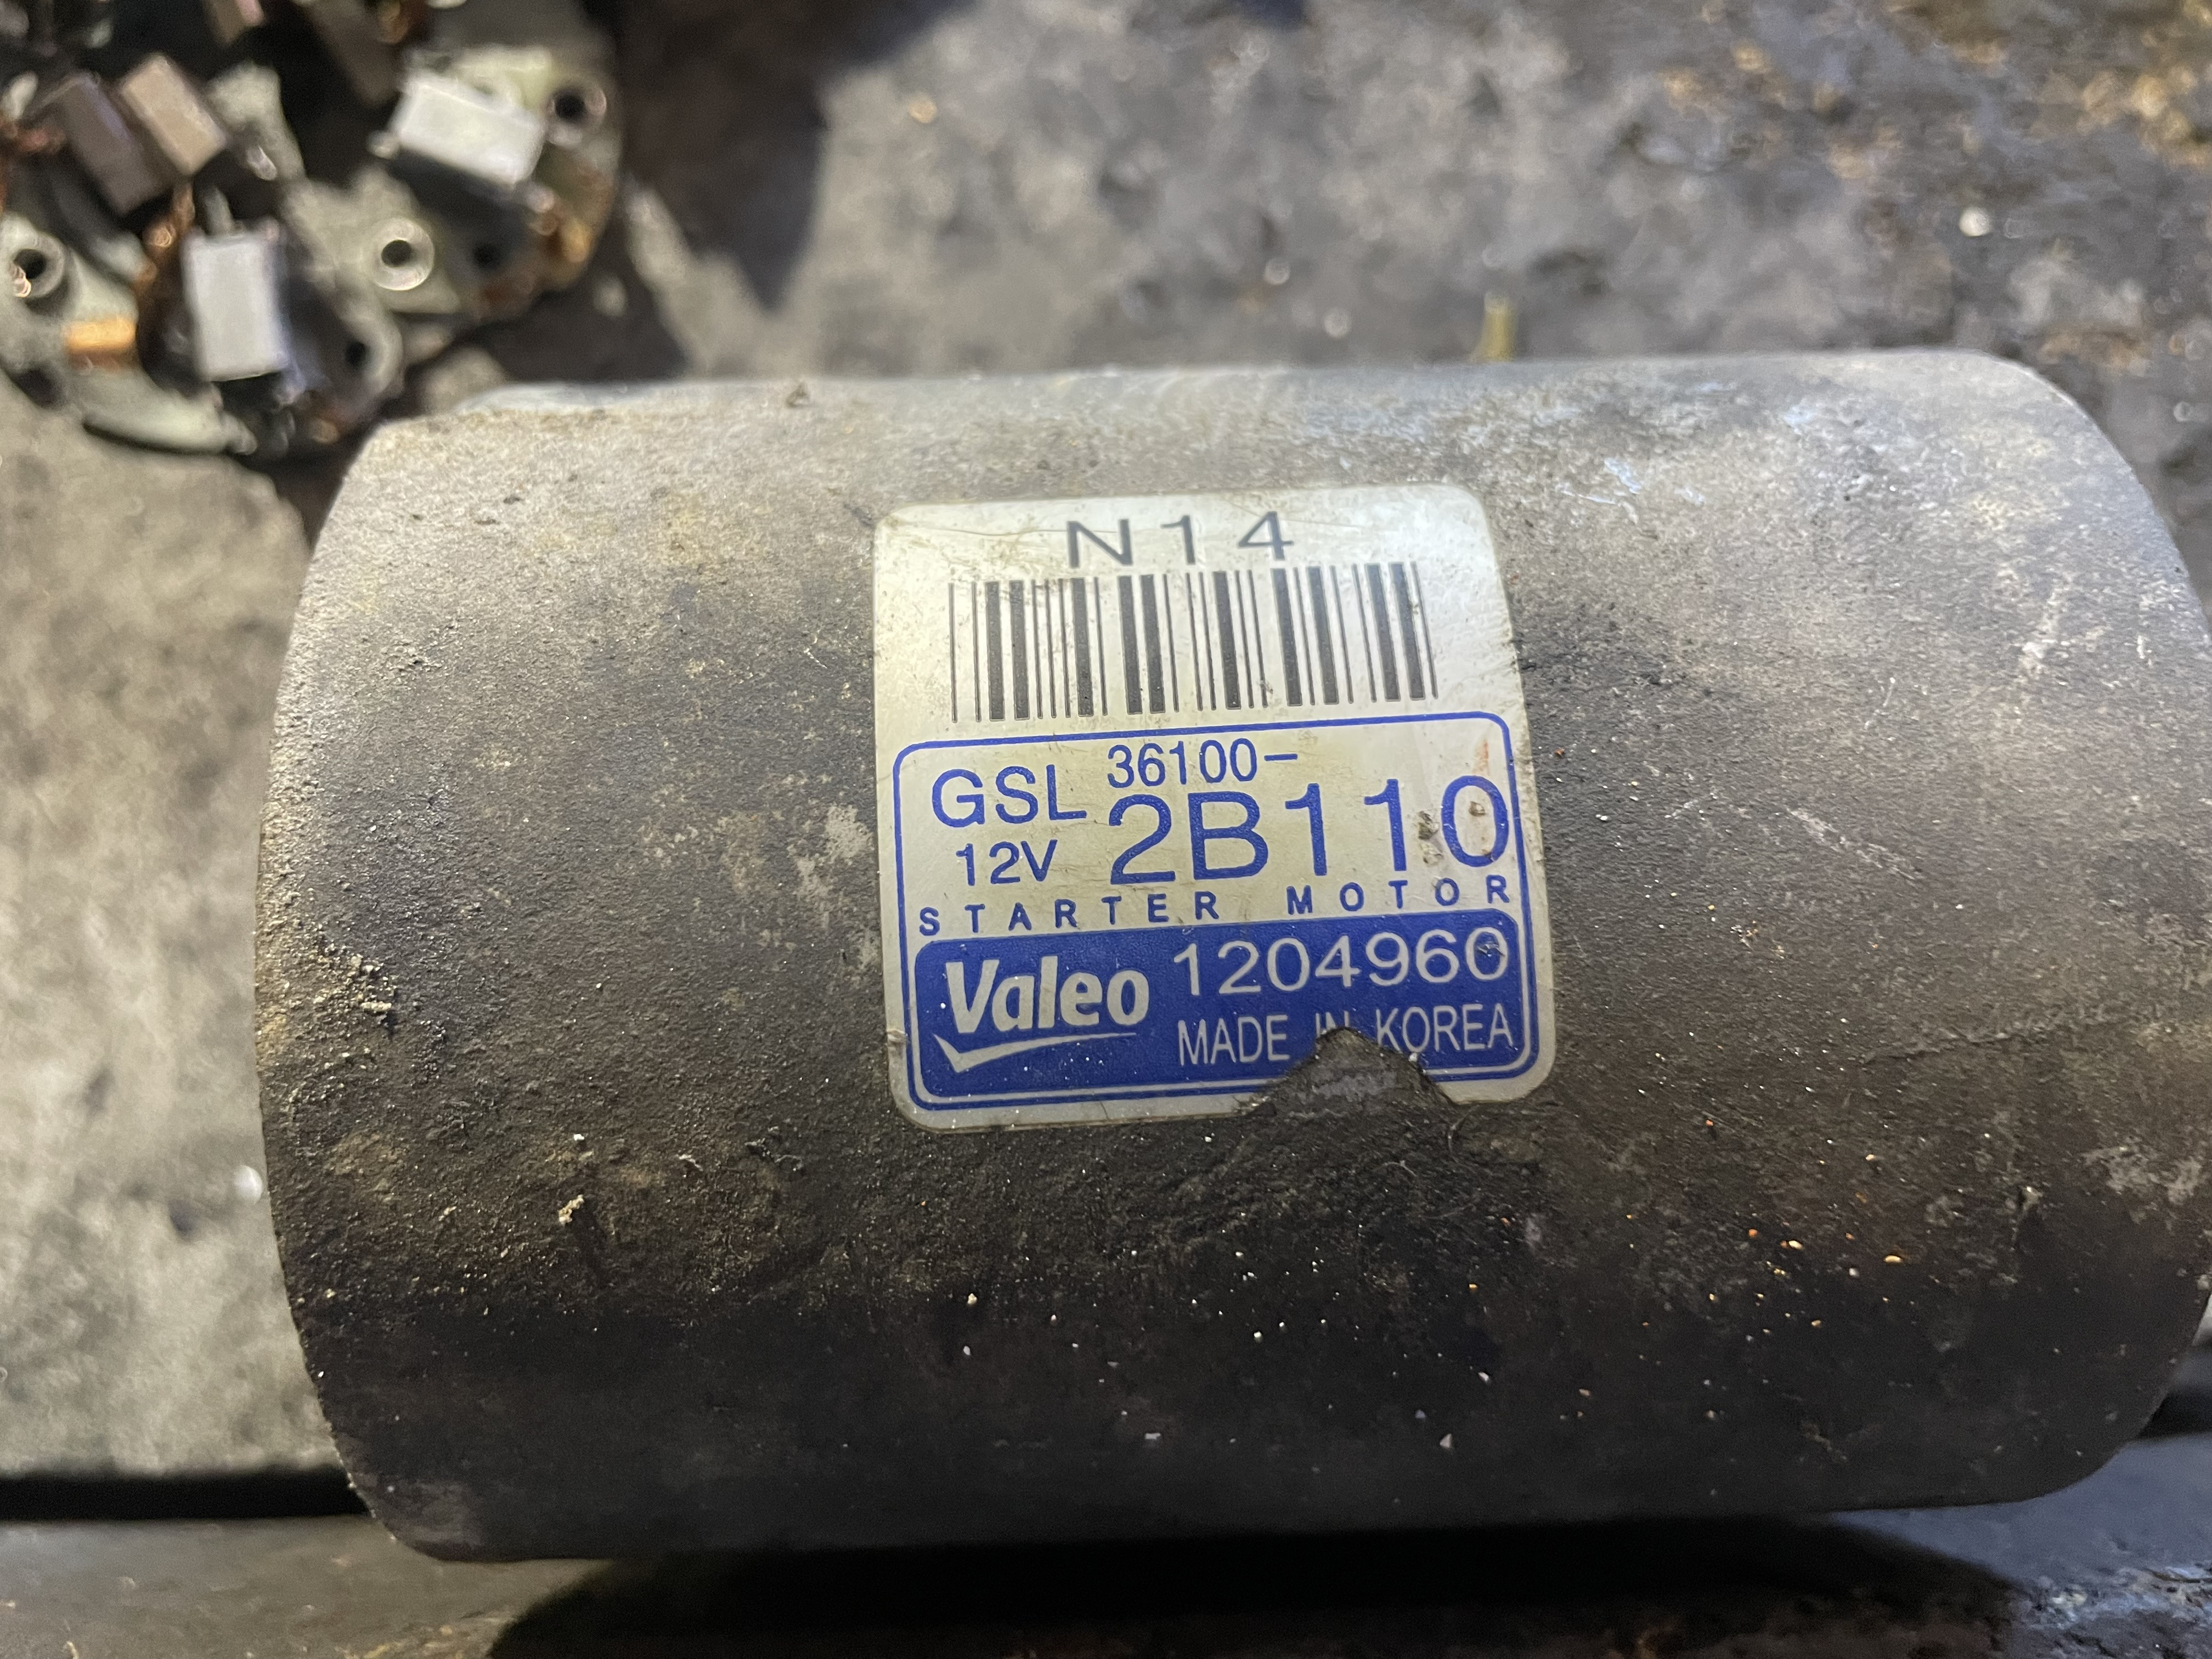 N14
GSL 36100-
12V 2B110
STARTER MOTOR
Valeo 1204960
MADE IN KOREA